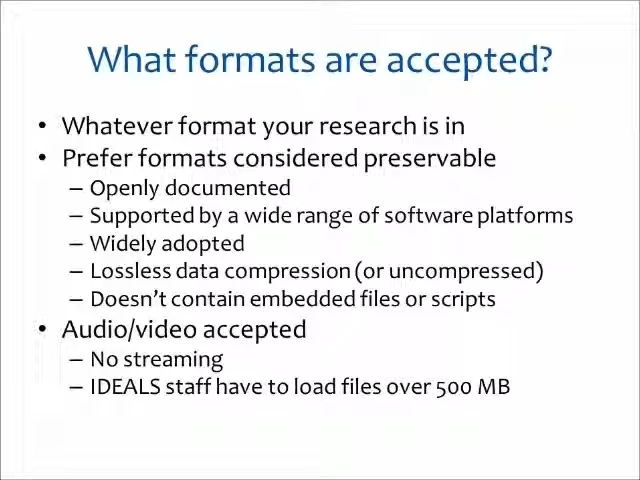 What formats are accepted?
• Whatever format your research is in
• Prefer formats considered preservable
– Openly documented
– Supported by a wide range of software platforms
– Widely adopted
– Lossless data compression (or uncompressed)
– Doesn't contain embedded files or scripts
• Audio/video accepted
– No streaming
– IDEALS staff have to load files over 500 MB